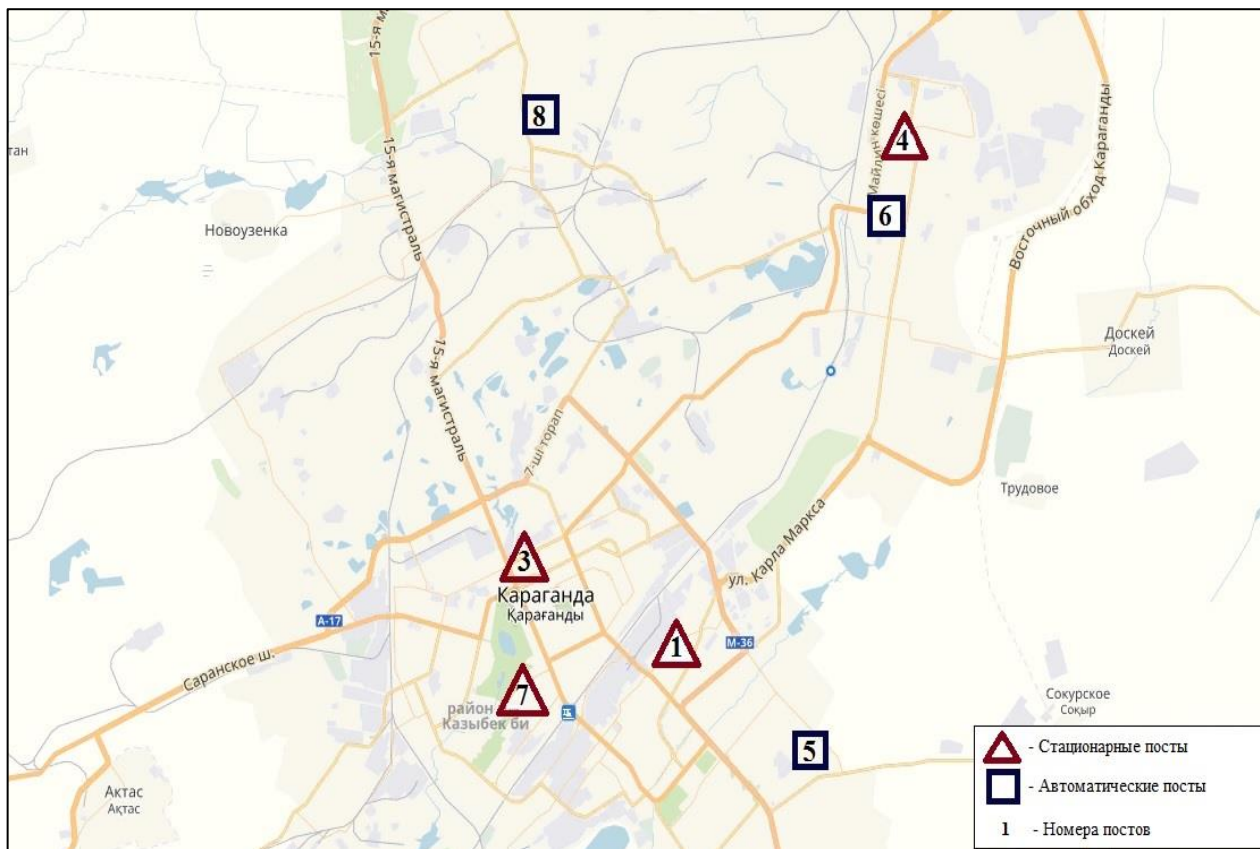 15-я м
8
4
Майлин көшесі
тан
15-я магистраль
6
Новоузенка
Восточный обход Караганды
Доскей
Доскей
15-я магистраль
7-ші торап
Трудовое
ул. Карла Маркса
3
Караганда
Қарағанды
А-17
1
М-36
Саранское ш.
7
район
Казыбек би
Сокурское
Соқыр
5
- Стационарные посты
- Автоматические посты
1 - Номера постов
Актас
Ақтас